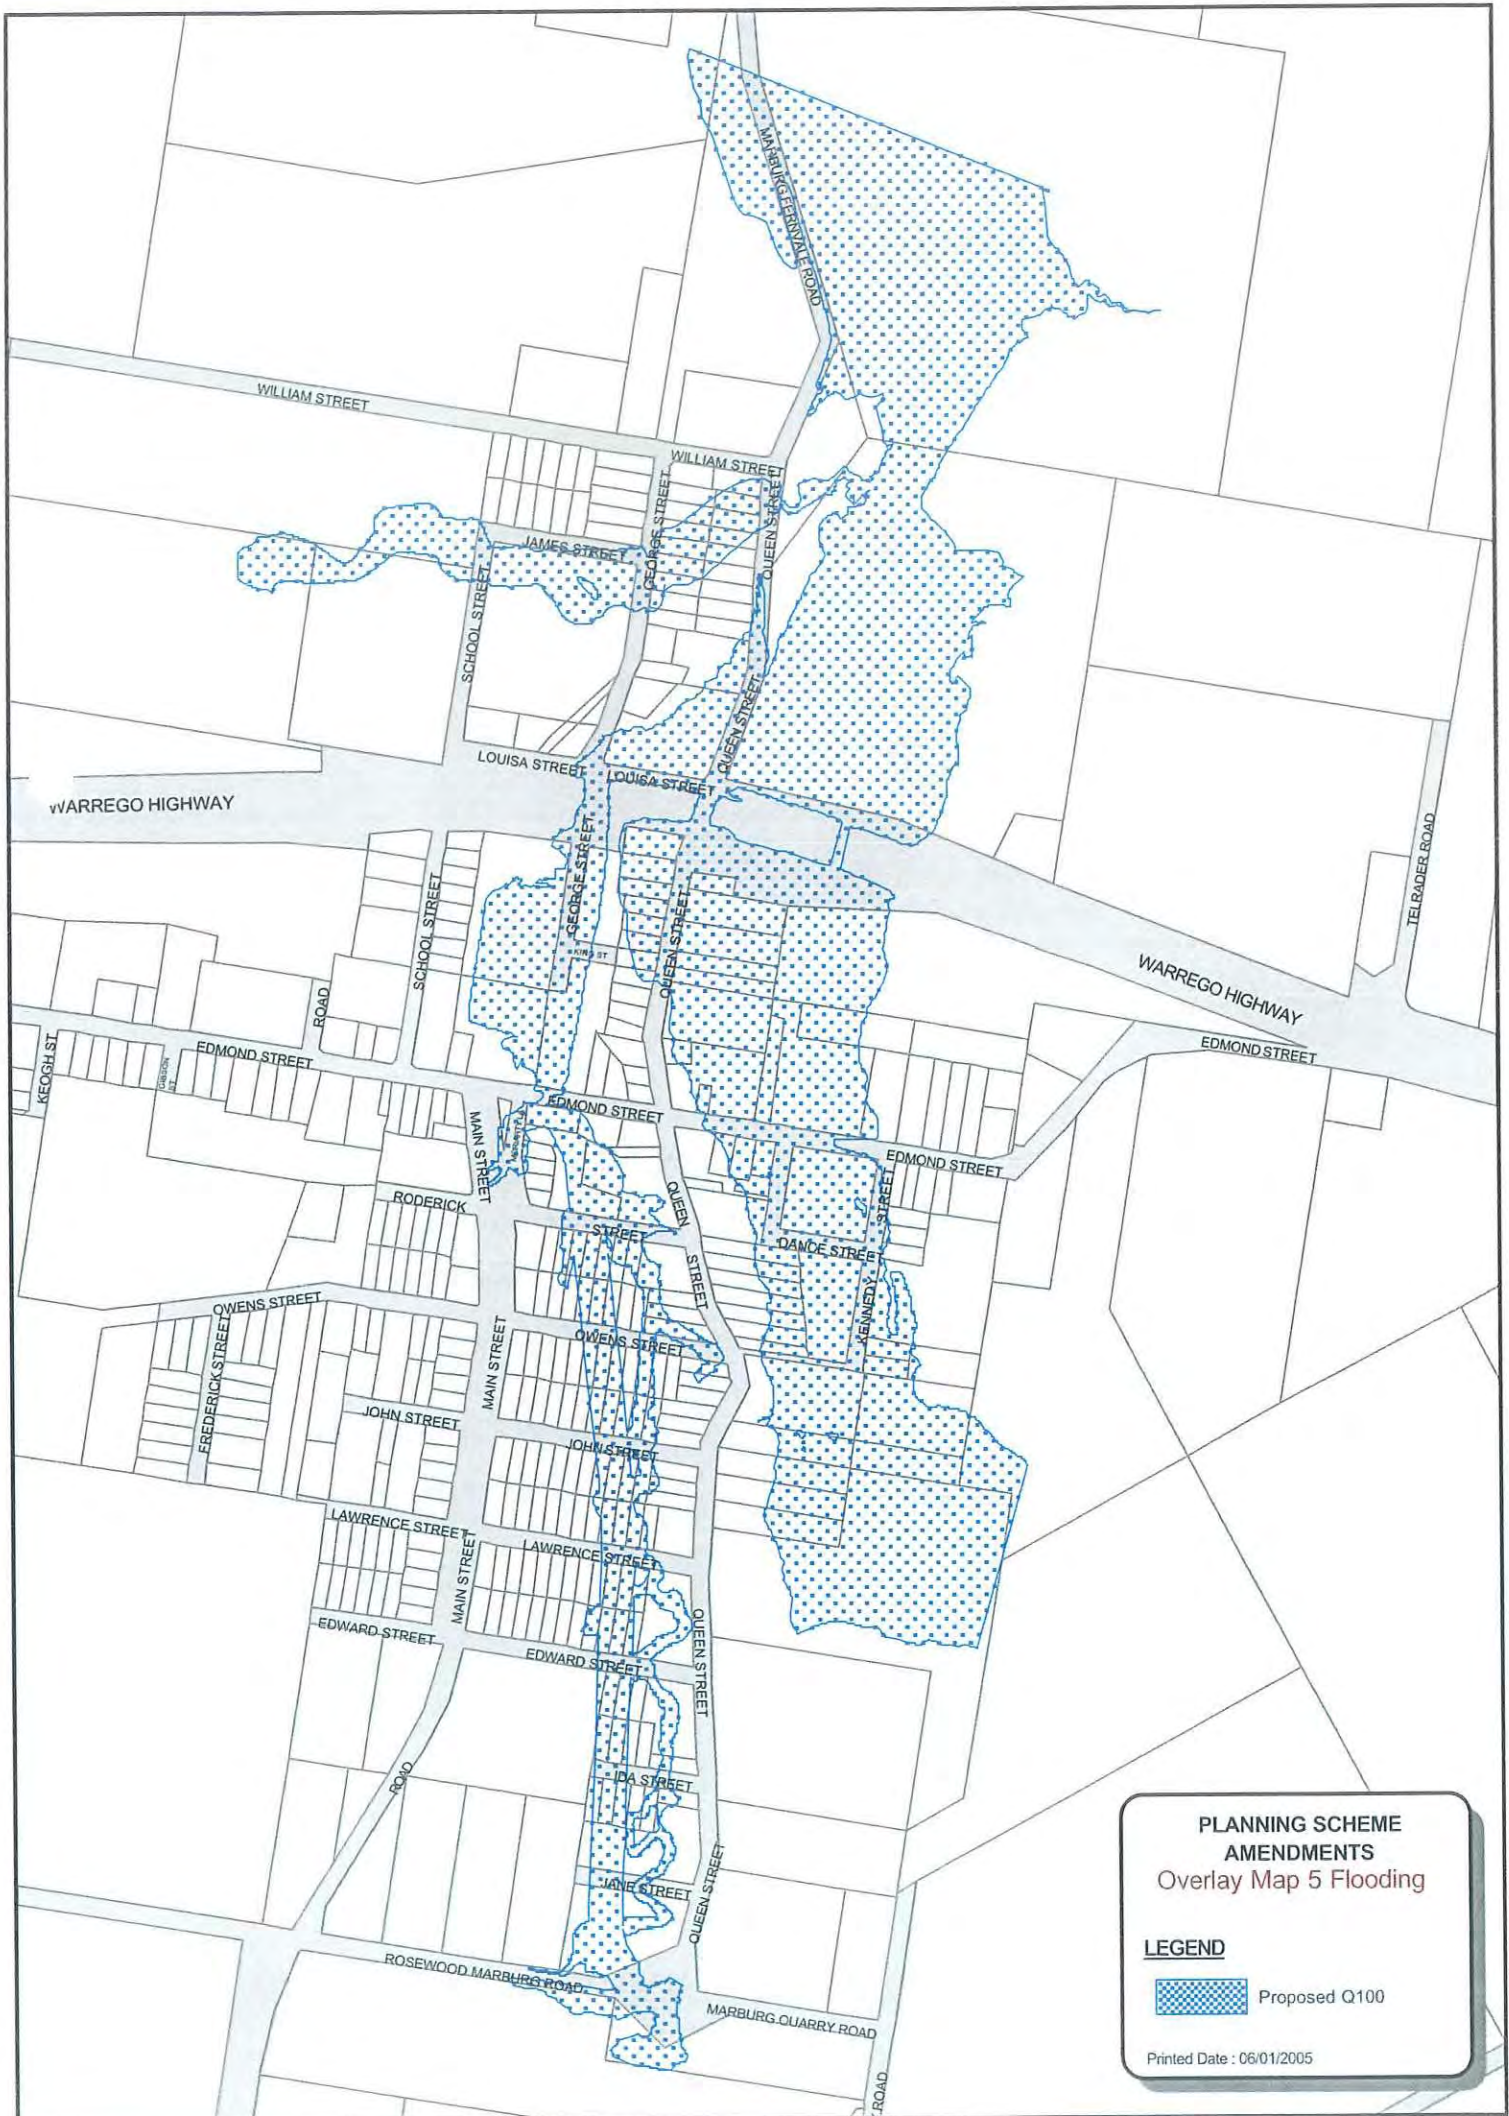 MARBURG FERNVALE ROAD
WILLIAM STREET
WILLIAM STREET
GEORGE STREET
QUEEN STREET
JAMES STREET
SCHOOL STREET
QUEEN STREET
LOUISA STREET
LOUISA STREET
WARREGO HIGHWAY
GEORGE STREET
TELRADER ROAD
SCHOOL STREET
QUEEN STREET
KING ST
WARREGO HIGHWAY
ROAD
EDMOND STREET
KEOGH ST
GIBSON ST
EDMOND STREET
EDMOND STREET
MAIN STREET
EDMOND STREET
RODERICK
STREET
QUEEN
STREET
STREET
DANCE STREET
KENNEDY
OWENS STREET
OWENS STREET
FREDERICK STREET
MAIN STREET
JOHN STREET
JOHN STREET
LAWRENCE STREET
LAWRENCE STREET
MAIN STREET
EDWARD STREET
EDWARD STREET
QUEEN STREET
ROAD
IDA STREET
JANE STREET
QUEEN STREET
ROSEWOOD MARBURG ROAD
MARBURG QUARRY ROAD
ROAD
PLANNING SCHEME
AMENDMENTS
Overlay Map 5 Flooding
LEGEND
Proposed Q100
Printed Date : 06/01/2005